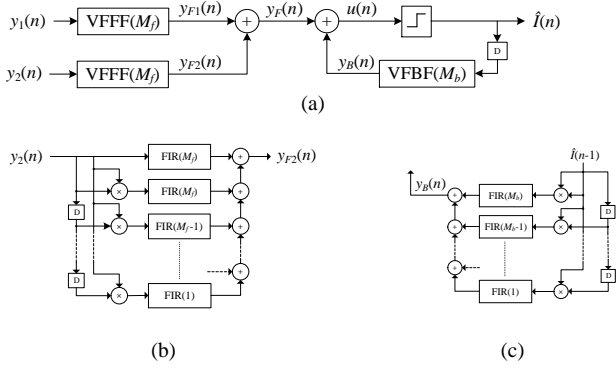 y1(n) VFFF(Mf) yF1(n) yF(n) u(n) Î(n)
+ +
D
y2(n) VFFF(Mf) yF2(n) yB(n) VFBF(Mb)
(a)
y2(n) FIR(Mf) + yF2(n)
× FIR(Mf) +
D
× FIR(Mf-1) +
+
D
× FIR(1)
(b)
Î(n-1)
yB(n)
+ FIR(Mb) ×
D
+ FIR(Mb-1) ×
+
D
FIR(1) ×
(c)